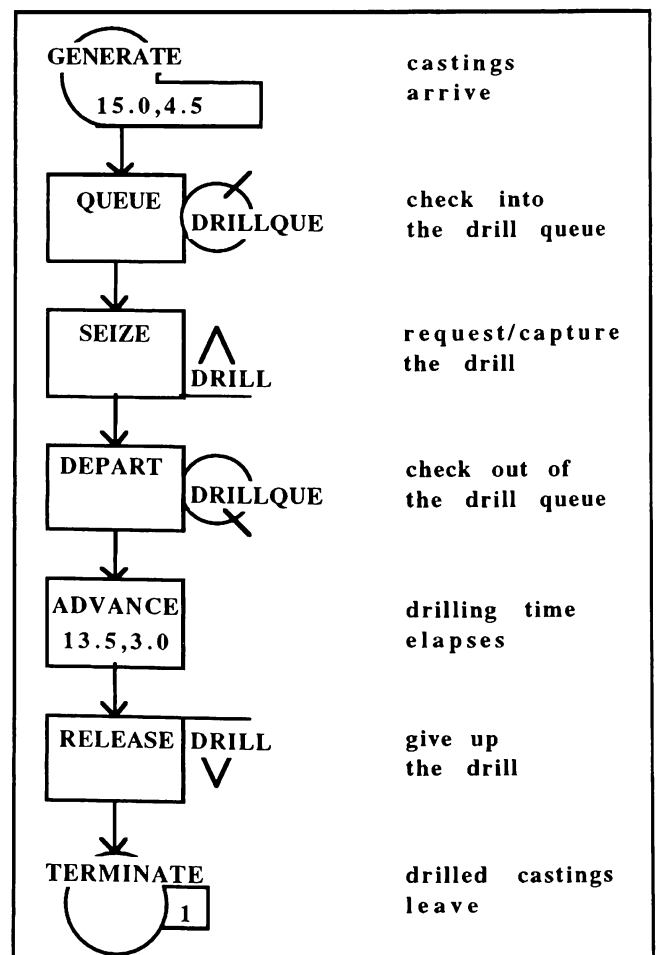 GENERATE
15.0,4.5
castings
arrive
QUEUE
DRILLQUE
check into
the drill queue
SEIZE
DRILL
request/capture
the drill
DEPART
DRILLQUE
check out of
the drill queue
ADVANCE
13.5,3.0
drilling time
elapses
RELEASE
DRILL
give up
the drill
TERMINATE
1
drilled castings
leave